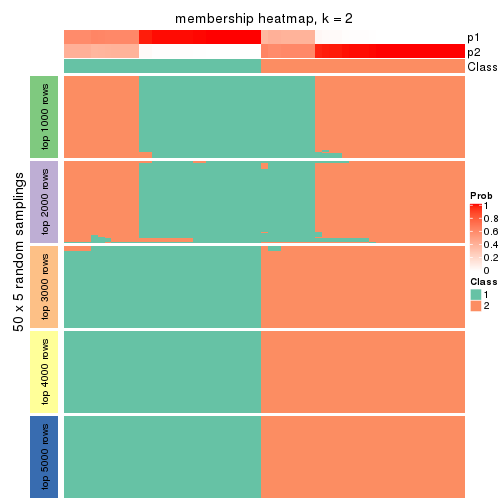 membership heatmap, k = 2
p1
p2
Class
50 x 5 random samplings
top 1000 rows
top 2000 rows
top 3000 rows
top 4000 rows
top 5000 rows
Prob
1
0.8
0.6
0.4
0.2
0
Class
1
2